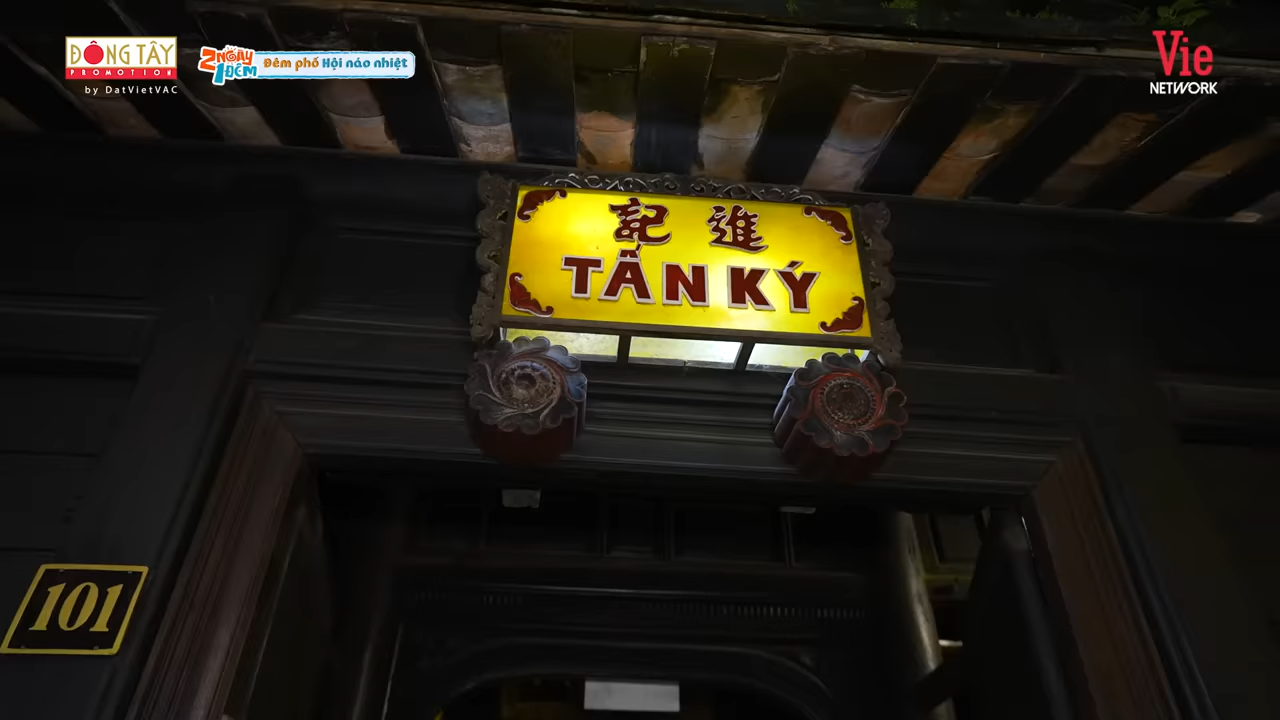 ĐÔNG TÂY
PROMOTION
by DatVietVAC
2 NGÀY 1 ĐÊM
Đêm phố Hội náo nhiệt
Vie
NETWORK
記 進
TẤN KÝ
101